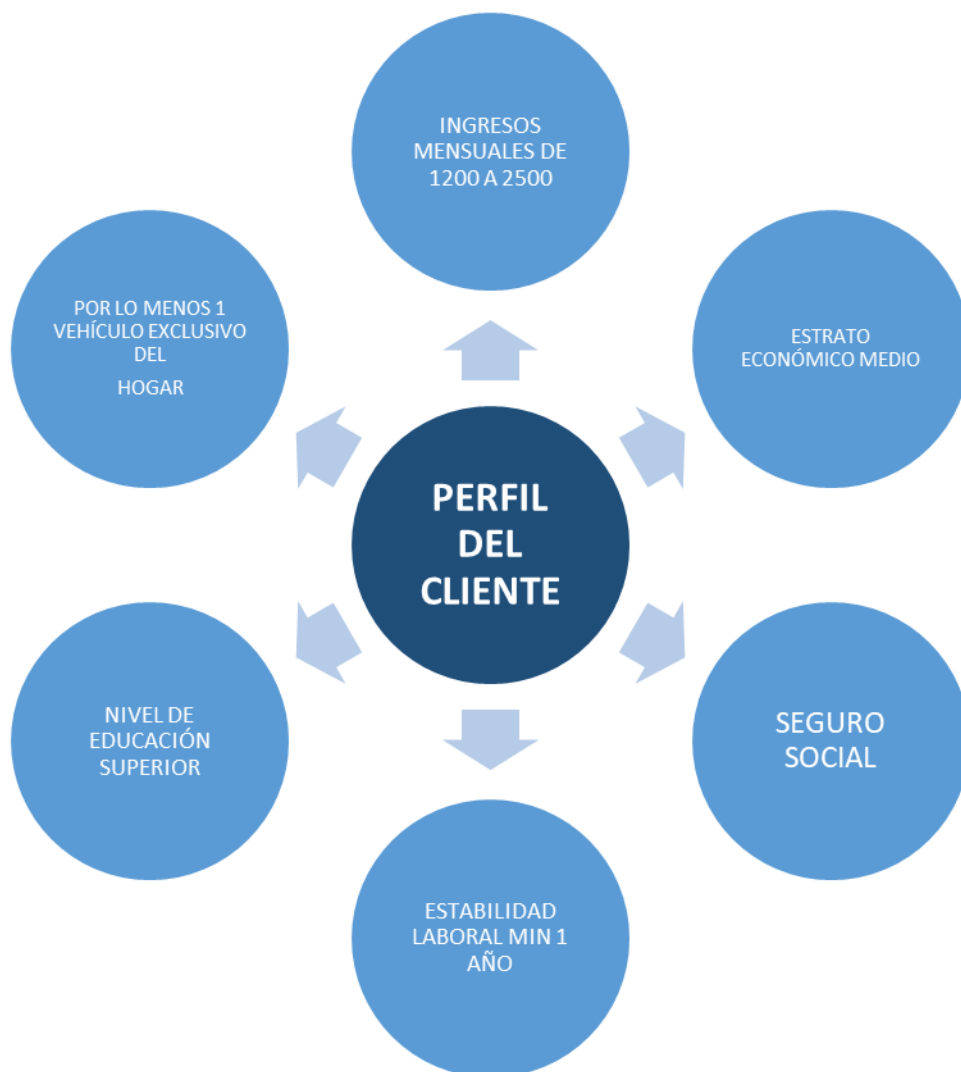 INGRESOS
MENSUALES DE
1200 A 2500
POR LO MENOS 1
VEHÍCULO EXCLUSIVO
DEL
HOGAR
ESTRATO
ECONÓMICO MEDIO
PERFIL
DEL
CLIENTE
NIVEL DE
EDUCACIÓN
SUPERIOR
SEGURO
SOCIAL
ESTABILIDAD
LABORAL MIN 1
AÑO